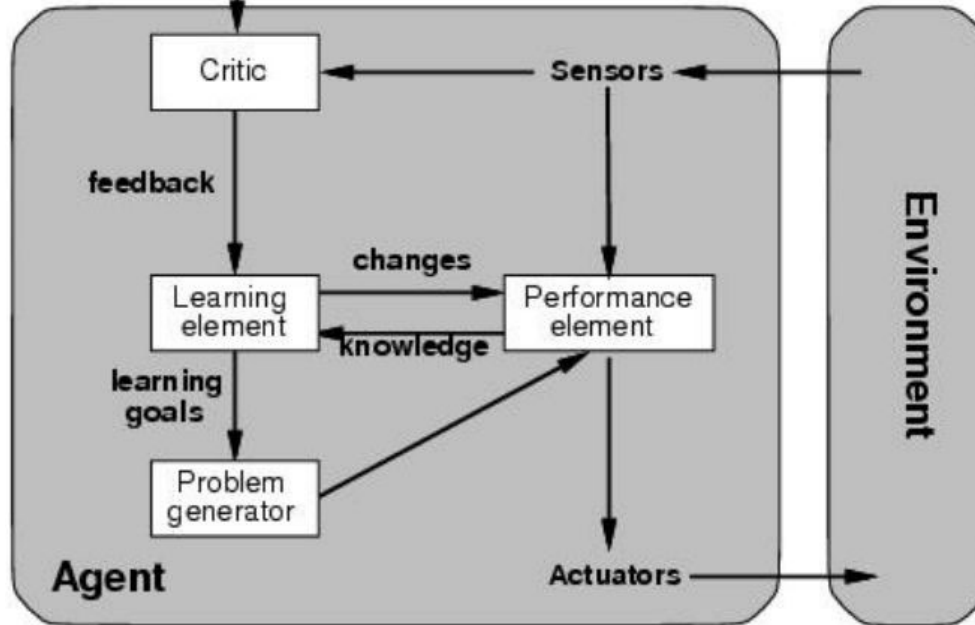 Critic
Sensors
feedback
changes
Learning
element
Performance
element
knowledge
learning
goals
Problem
generator
Agent
Actuators
Environment